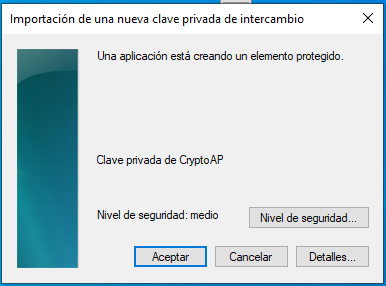 Importación de una nueva clave privada de intercambio
Una aplicación está creando un elemento protegido.
Clave privada de CryptoAP
Nivel de seguridad: medio
Nivel de seguridad...
Aceptar
Cancelar
Detalles...